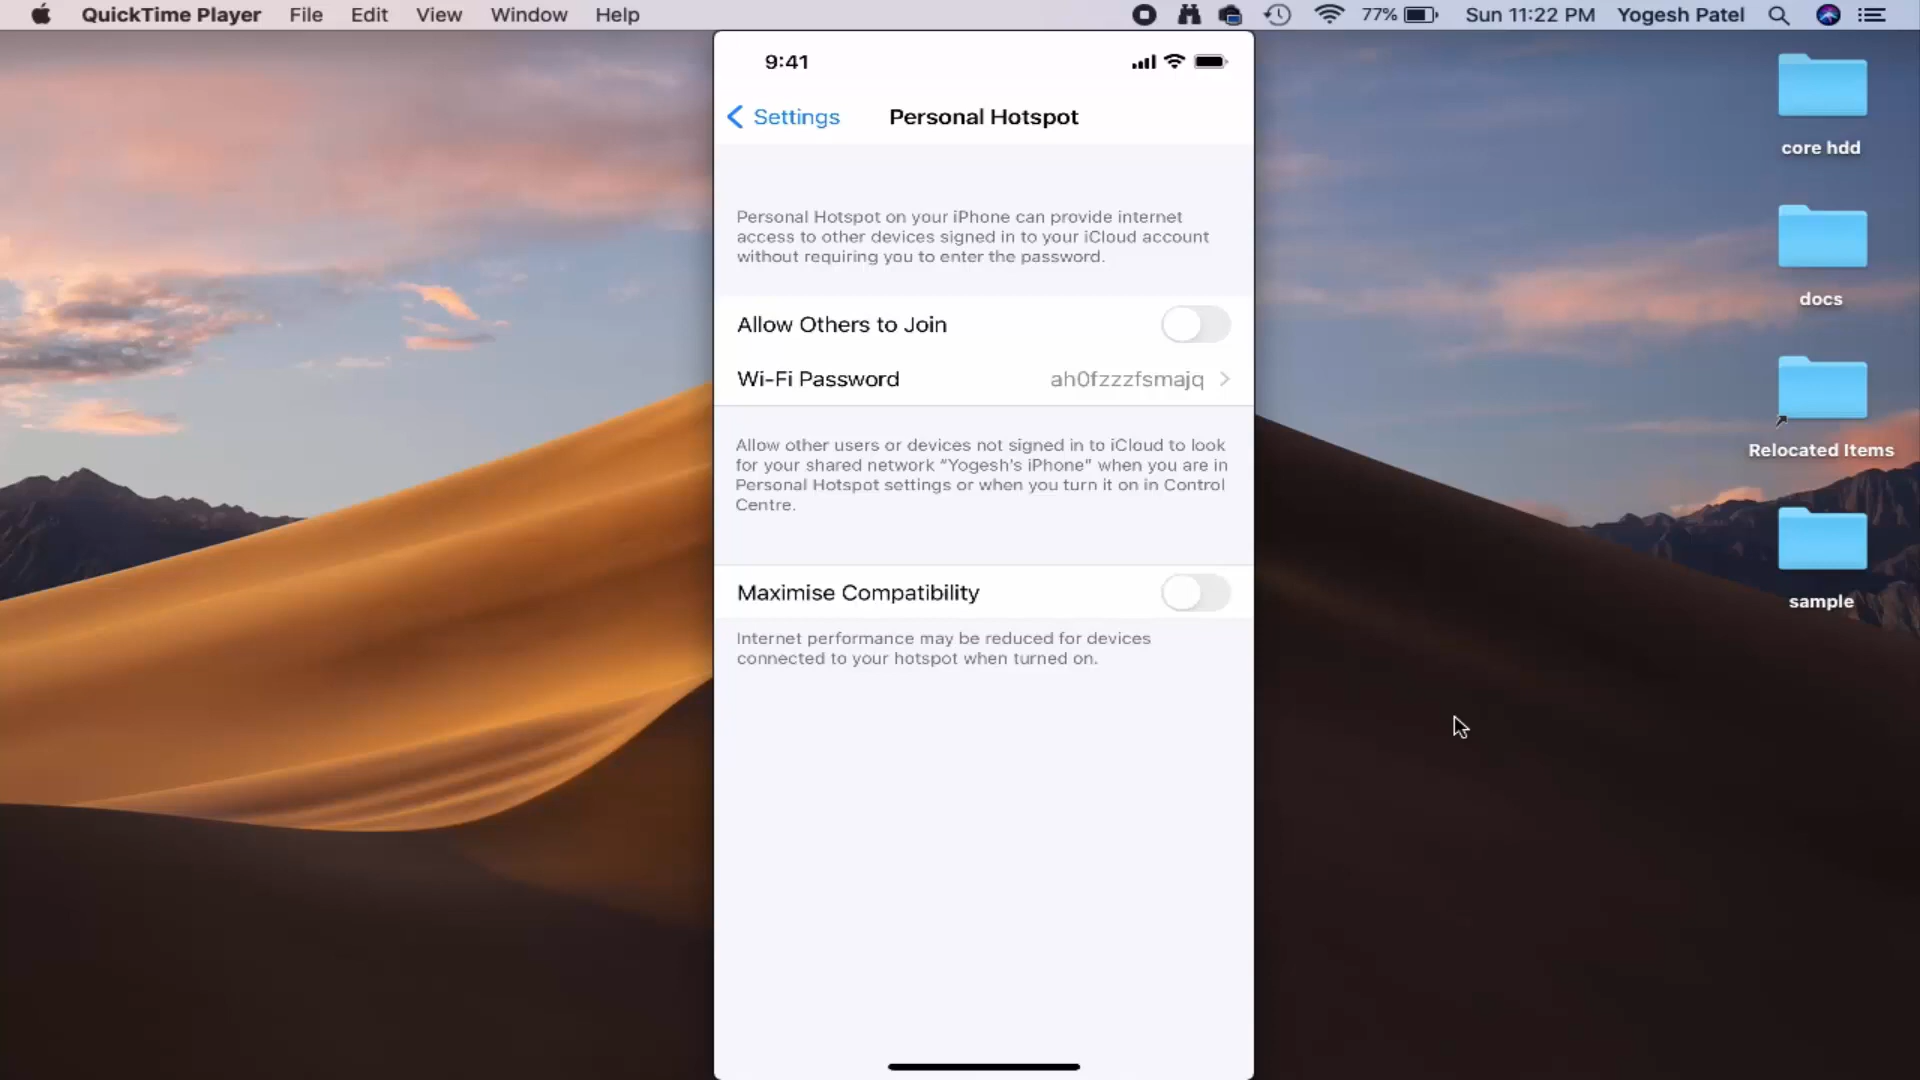 QuickTime Player File Edit View Window Help 77% Sun 11:22 PM Yogesh Patel
9:41
Settings Personal Hotspot
Personal Hotspot on your iPhone can provide internet
access to other devices signed in to your iCloud account
without requiring you to enter the password.
Allow Others to Join
Wi-Fi Password ah0fzzzfsmajq
Allow other users or devices not signed in to iCloud to look
for your shared network “Yogesh’s iPhone” when you are in
Personal Hotspot settings or when you turn it on in Control
Centre.
Maximise Compatibility
Internet performance may be reduced for devices
connected to your hotspot when turned on.
core hdd
docs
Relocated Items
sample